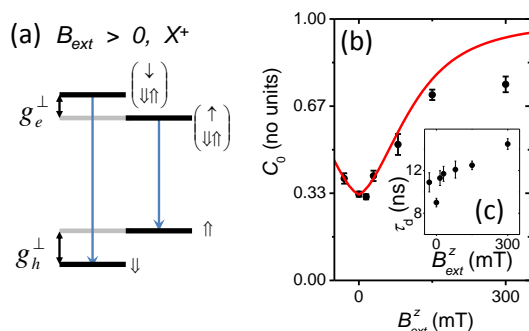 (a) B_ext > 0, X⁺
g_e^⊥
(↓
⇓⇑)
(↑
⇓⇑)
g_h^⊥
⇑
⇓
(b)
C₀ (no units)
1.00
0.67
0.33
0.00
0
300
B_ext^z (mT)
(c)
τ_d (ns)
12
8
0
300
B_ext^z (mT)